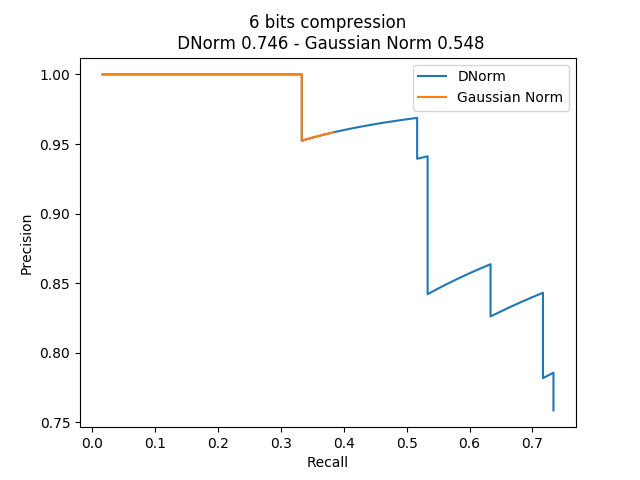 6 bits compression
DNorm 0.746 - Gaussian Norm 0.548
DNorm
Gaussian Norm
1.00
0.95
0.90
0.85
0.80
0.75
Precision
0.0 0.1 0.2 0.3 0.4 0.5 0.6 0.7
Recall